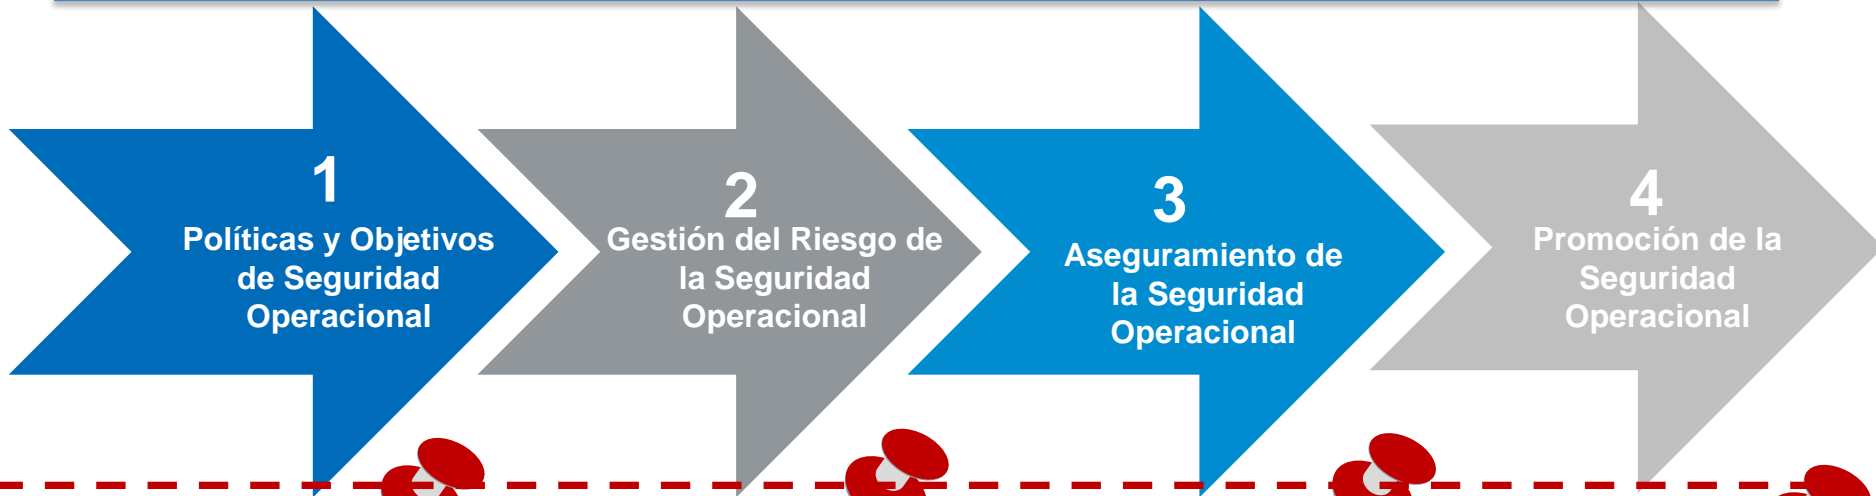 1
Políticas y Objetivos
de Seguridad
Operacional
2
Gestión del Riesgo de
la Seguridad
Operacional
3
Aseguramiento de
la Seguridad
Operacional
4
Promoción de la
Seguridad
Operacional